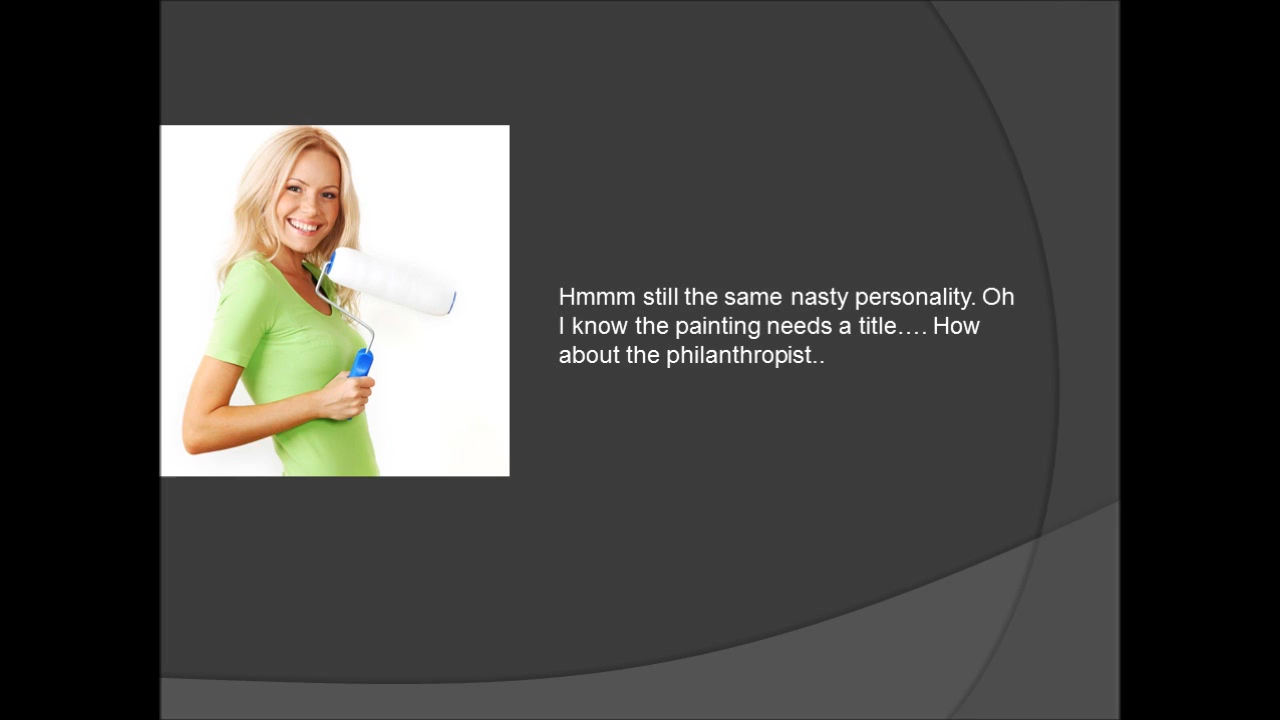 Hmmm still the same nasty personality. Oh
I know the painting needs a title…. How
about the philanthropist..